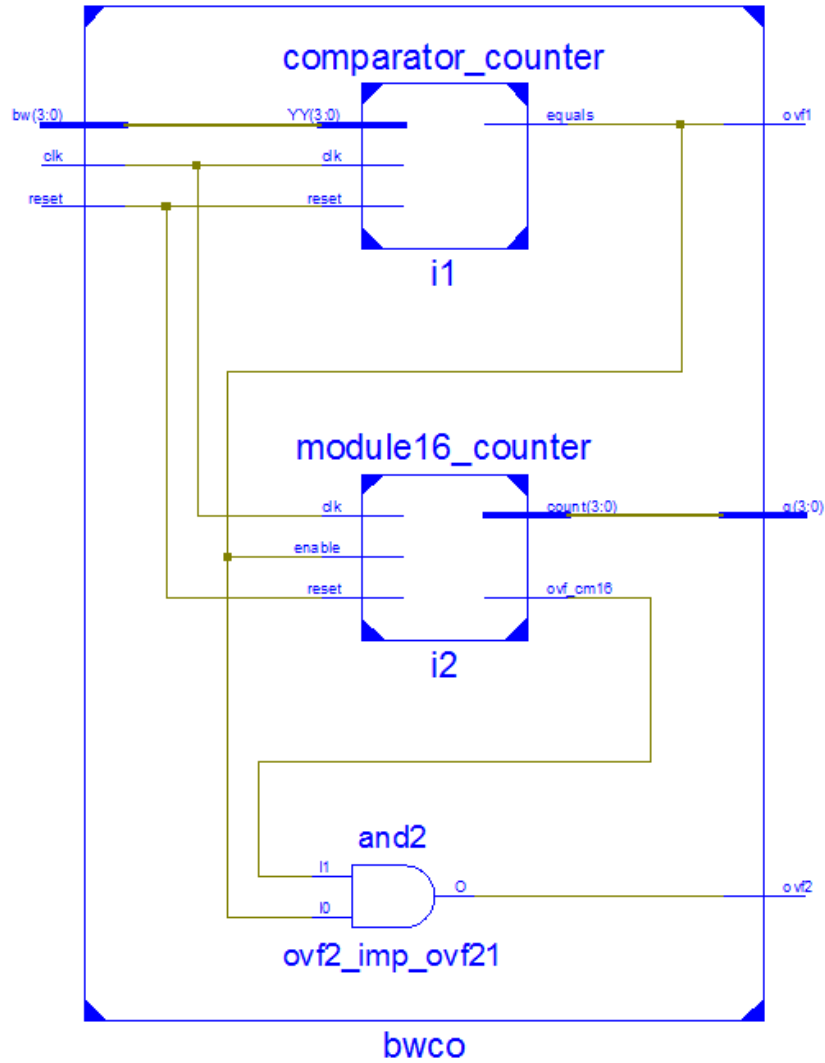 comparator_counter
bw(3:0) YY(3:0) equals ovf1
clk clk
reset reset
i1
module16_counter
clk count(3:0) q(3:0)
enable
reset ovf_cm16
i2
and2
I1
O ovf2
I0
ovf2_imp_ovf21
bwco